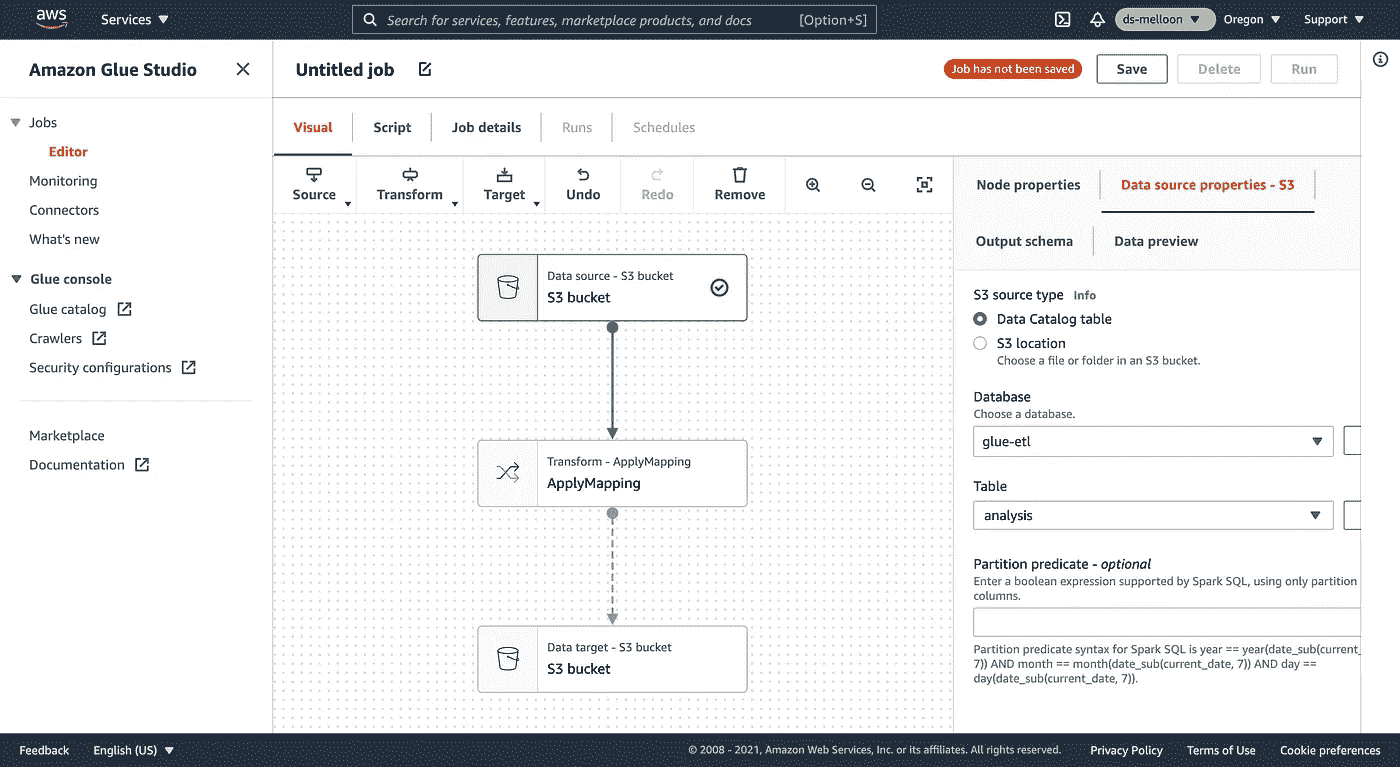 aws
Services
Search for services, features, marketplace products, and docs
[Option+S]
ds-melloon
Oregon
Support
Amazon Glue Studio
Jobs
Editor
Monitoring
Connectors
What's new
Glue console
Glue catalog
Crawlers
Security configurations
Marketplace
Documentation
Untitled job
Job has not been saved
Save
Delete
Run
Visual
Script
Job details
Runs
Schedules
Source
Transform
Target
Undo
Redo
Remove
Data source - S3 bucket
S3 bucket
Transform - ApplyMapping
ApplyMapping
Data target - S3 bucket
S3 bucket
Node properties
Data source properties - S3
Output schema
Data preview
S3 source type Info
Data Catalog table
S3 location
Choose a file or folder in an S3 bucket.
Database
Choose a database.
glue-etl
Table
analysis
Partition predicate - optional
Enter a boolean expression supported by Spark SQL, using only partition
columns.
Partition predicate syntax for Spark SQL is year == year(date_sub(current_
7)) AND month == month(date_sub(current_date, 7)) AND day ==
day(date_sub(current_date, 7)).
Feedback
English (US)
© 2008 - 2021, Amazon Web Services, Inc. or its affiliates. All rights reserved.
Privacy Policy
Terms of Use
Cookie preferences